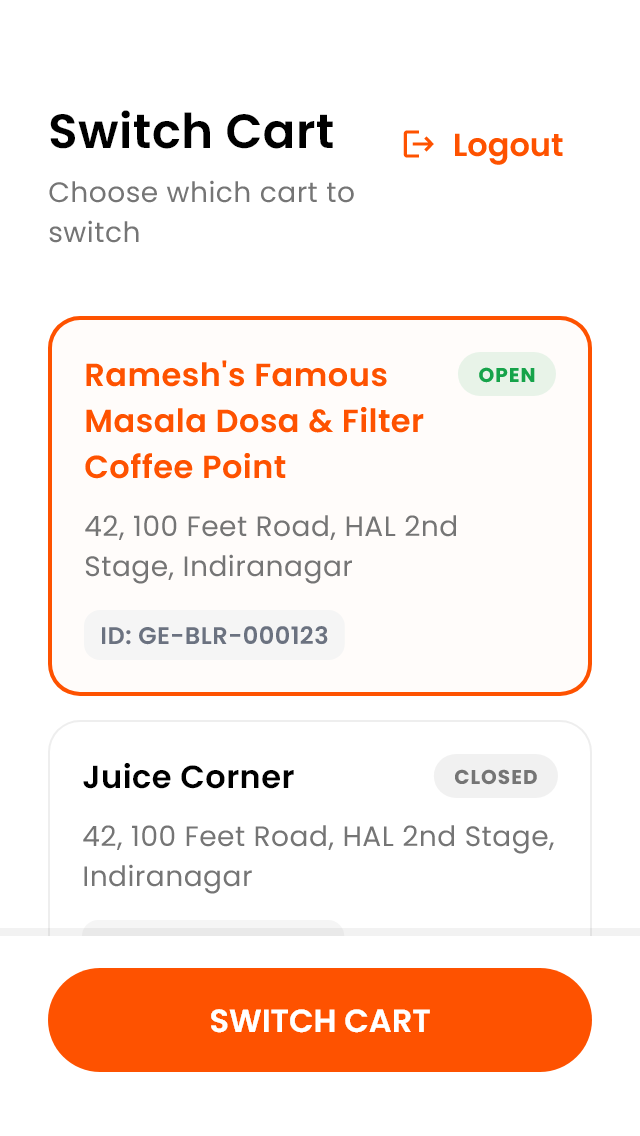 Switch Cart
Logout
Choose which cart to
switch
Ramesh's Famous
Masala Dosa & Filter
Coffee Point
OPEN
42, 100 Feet Road, HAL 2nd
Stage, Indiranagar
ID: GE-BLR-000123
Juice Corner
CLOSED
42, 100 Feet Road, HAL 2nd Stage,
Indiranagar
SWITCH CART